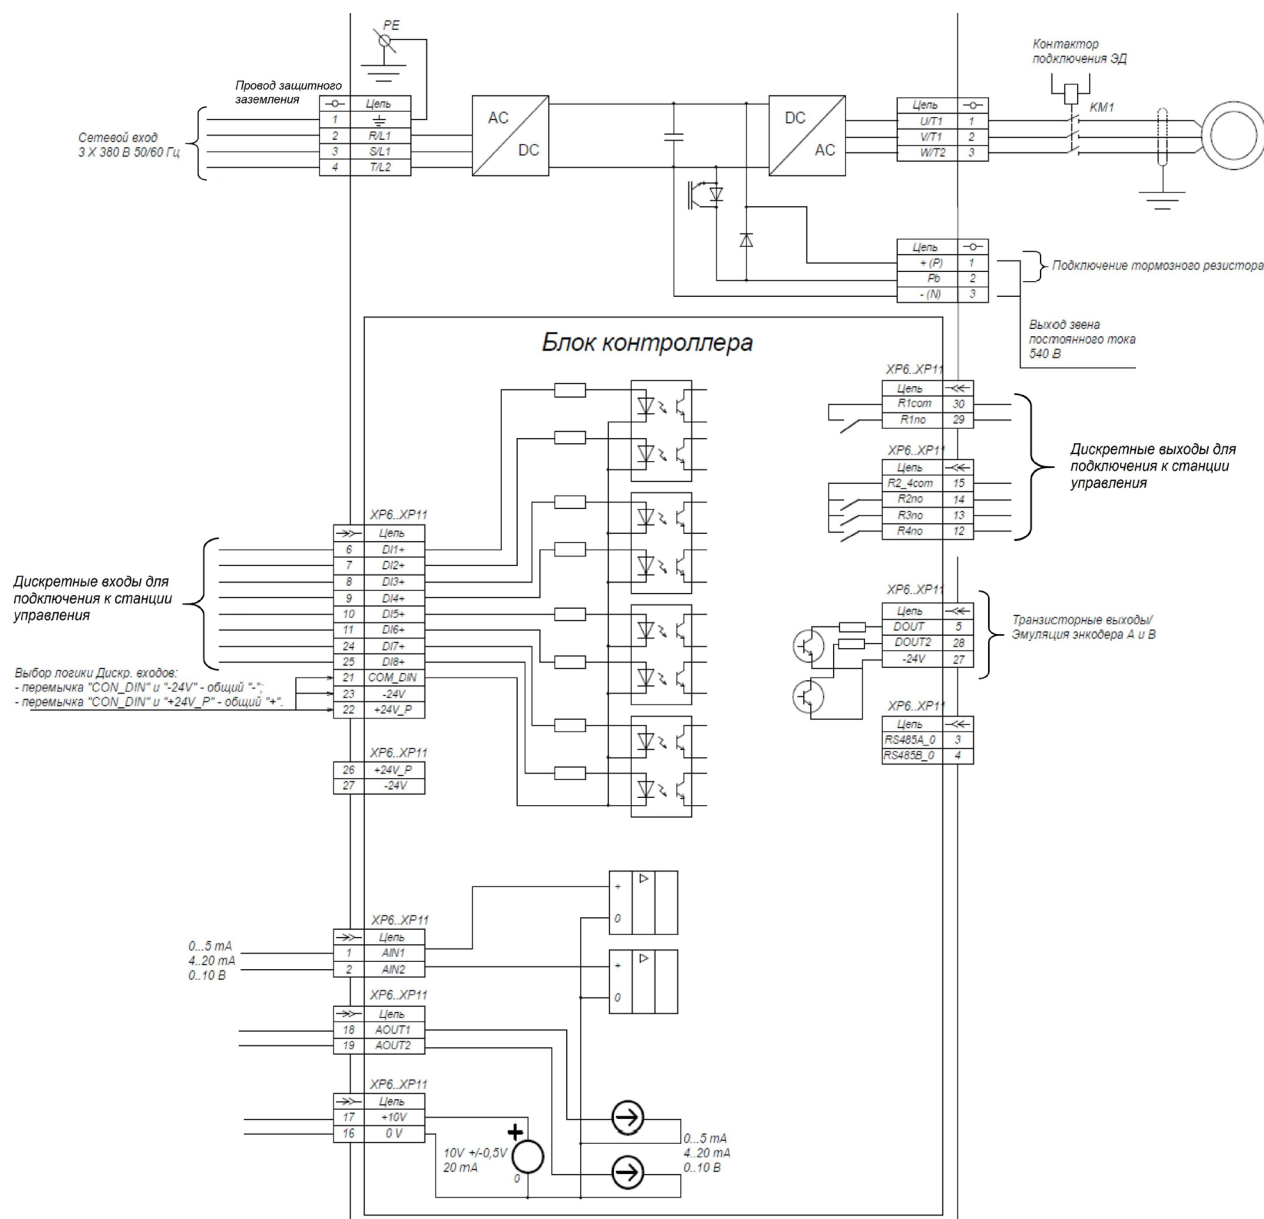 PE
Провод защитного
заземления
Цепь
1
2 R/L1
3 S/L1
4 T/L2
Сетевой вход
3 X 380 В 50/60 Гц
AC
DC
DC
AC
Цепь
U/T1 1
V/T1 2
W/T2 3
Контактор
подключения ЭД
KM1
Цепь
+ (P) 1
Pb 2
- (N) 3
Подключение тормозного резистора
Выход звена
постоянного тока
540 В
Блок контроллера
XP6..XP11
Цепь
R1com 30
R1no 29
XP6..XP11
Цепь
R2_4com 15
R2no 14
R3no 13
R4no 12
Дискретные выходы для
подключения к станции
управления
XP6..XP11
Цепь
6 DI1+
7 DI2+
8 DI3+
9 DI4+
10 DI5+
11 DI6+
24 DI7+
25 DI8+
21 COM_DIN
23 -24V
22 +24V_P
Дискретные входы для
подключения к станции
управления
Выбор логики Дискр. входов:
- перемычка "CON_DIN" и "-24V" - общий "-";
- перемычка "CON_DIN" и "+24V_P" - общий "+".
XP6..XP11
26 +24V_P
27 -24V
XP6..XP11
Цепь
DOUT 5
DOUT2 28
-24V 27
Транзисторные выходы/
Эмуляция энкодера А и В
XP6..XP11
Цепь
RS485A_0 3
RS485B_0 4
XP6..XP11
Цепь
1 AIN1
2 AIN2
0...5 mA
4..20 mA
0..10 В
+
0
+
0
XP6..XP11
Цепь
18 AOUT1
19 AOUT2
XP6..XP11
Цепь
17 +10V
16 0 V
10V +/-0,5V
20 mA
+
0
0...5 mA
4..20 mA
0..10 В